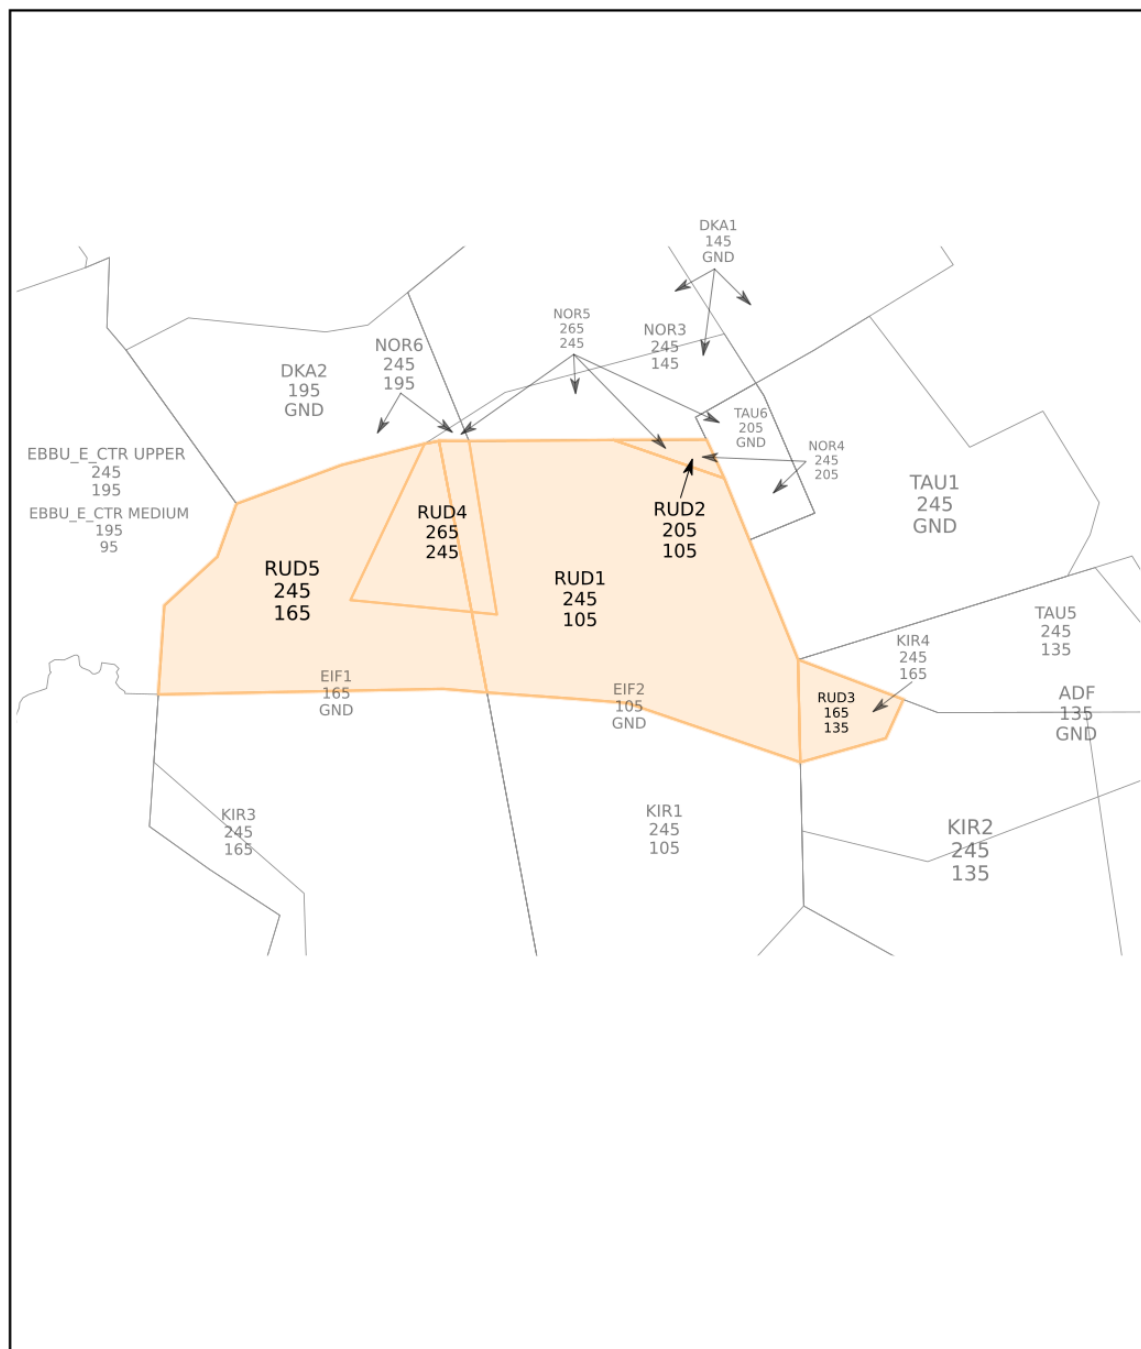 DKA1
145
GND
NOR5
265
245
NOR3
245
145
NOR6
245
195
DKA2
195
GND
TAU6
205
GND
NOR4
245
205
EBBU_E_CTR UPPER
245
195
EBBU_E_CTR MEDIUM
195
95
TAU1
245
GND
RUD4
265
245
RUD2
205
105
RUD5
245
165
RUD1
245
105
TAU5
245
135
KIR4
245
165
EIF1
165
GND
EIF2
105
GND
RUD3
165
135
ADF
135
GND
KIR3
245
165
KIR1
245
105
KIR2
245
135